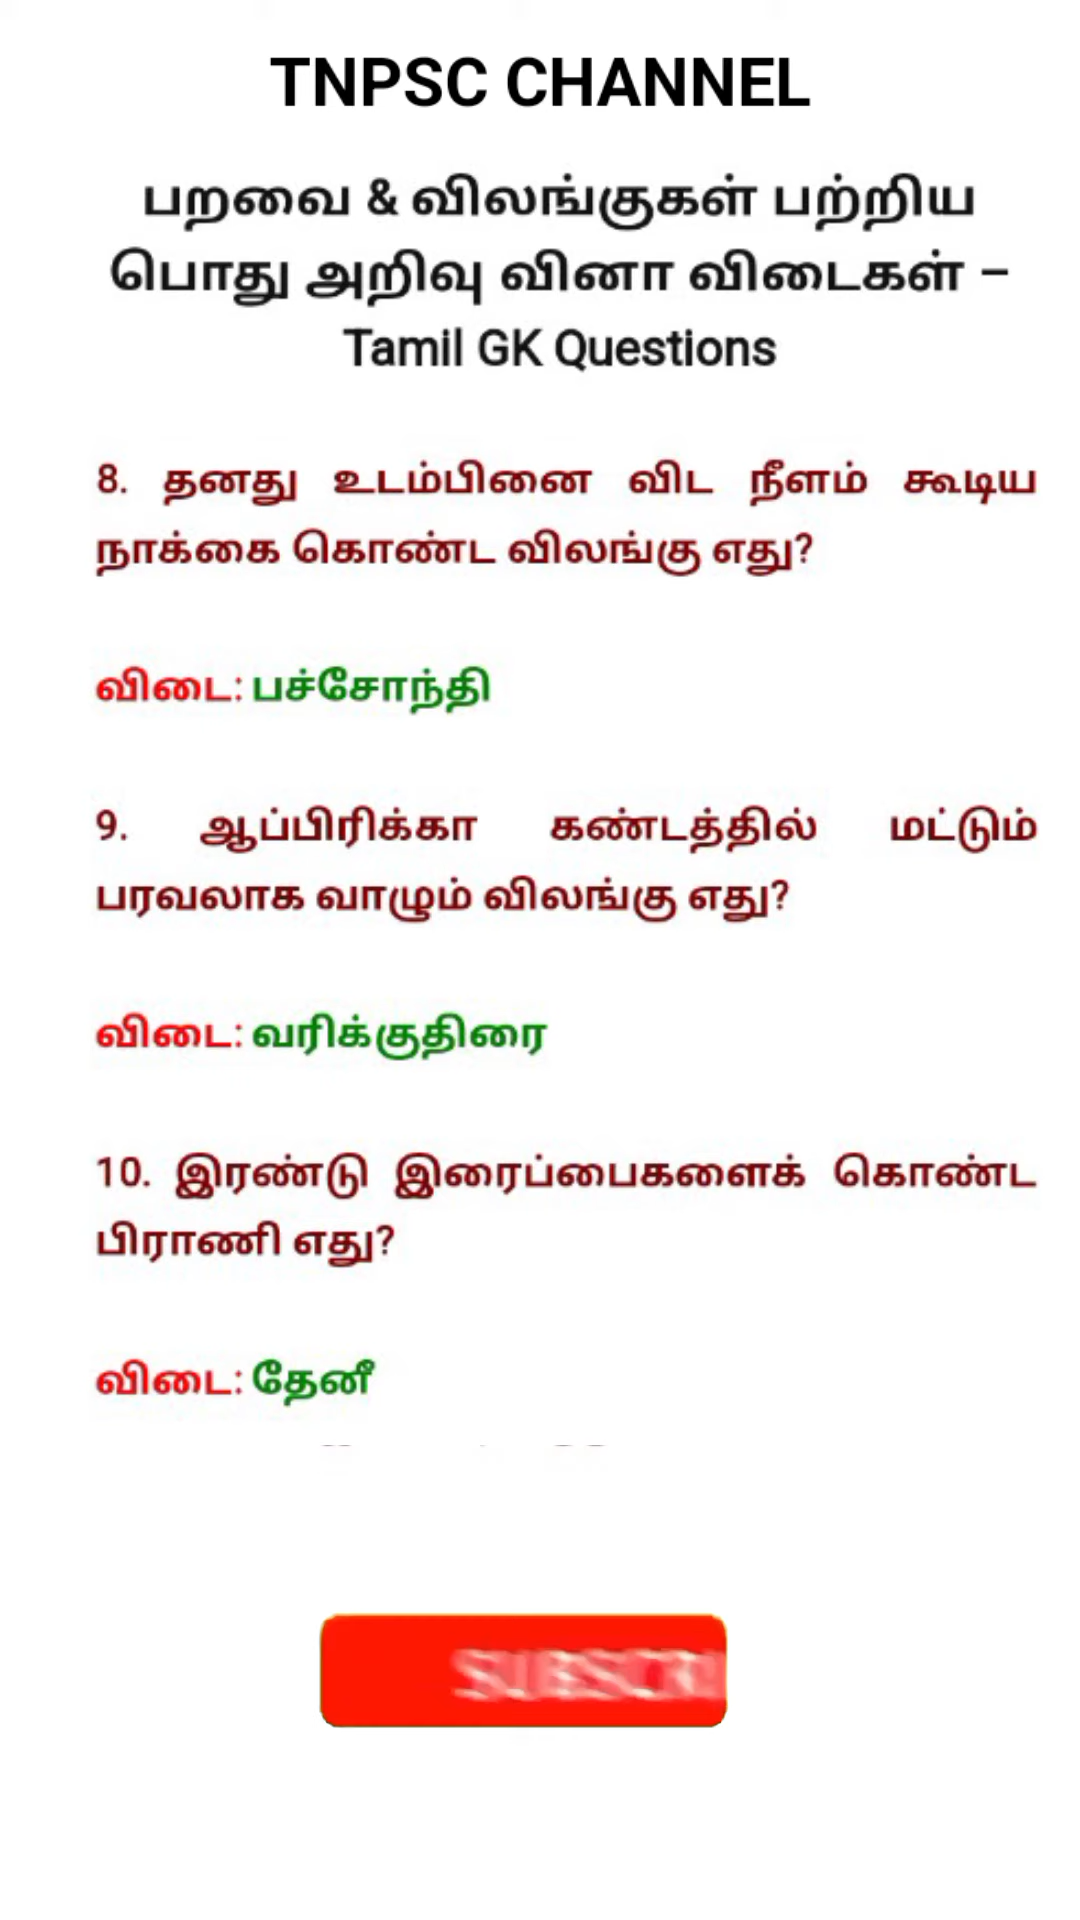 TNPSC CHANNEL
பறவை & விலங்குகள் பற்றிய
பொது அறிவு வினா விடைகள் –
Tamil GK Questions
8. தனது உடம்பினை விட நீளம் கூடிய
நாக்கை கொண்ட விலங்கு எது?
விடை: பச்சோந்தி
9. ஆப்பிரிக்கா கண்டத்தில் மட்டும்
பரவலாக வாழும் விலங்கு எது?
விடை: வரிக்குதிரை
10. இரண்டு இரைப்பைகளைக் கொண்ட
பிராணி எது?
விடை: தேனீ